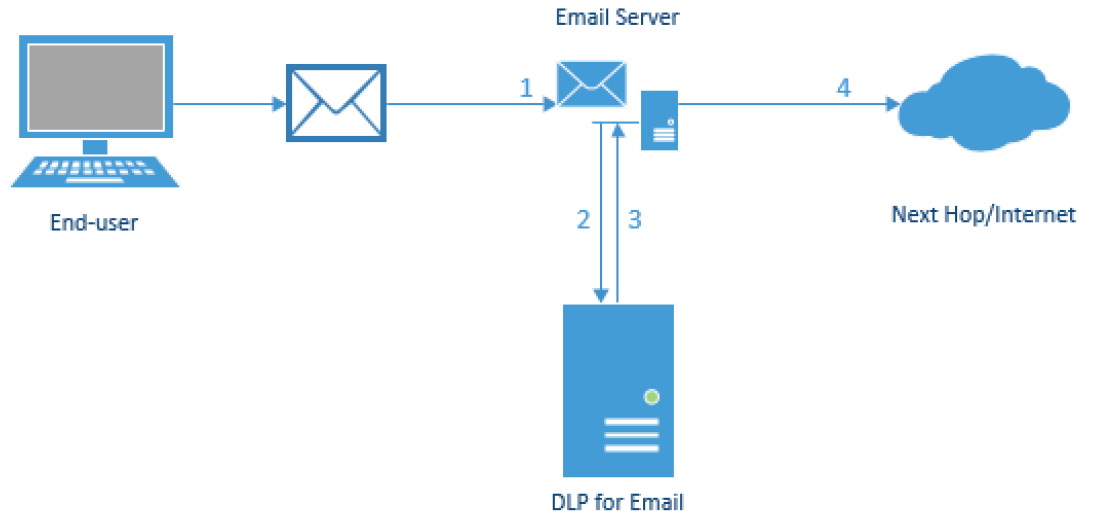 Email Server
1
4
End-user
2
3
Next Hop/Internet
DLP for Email